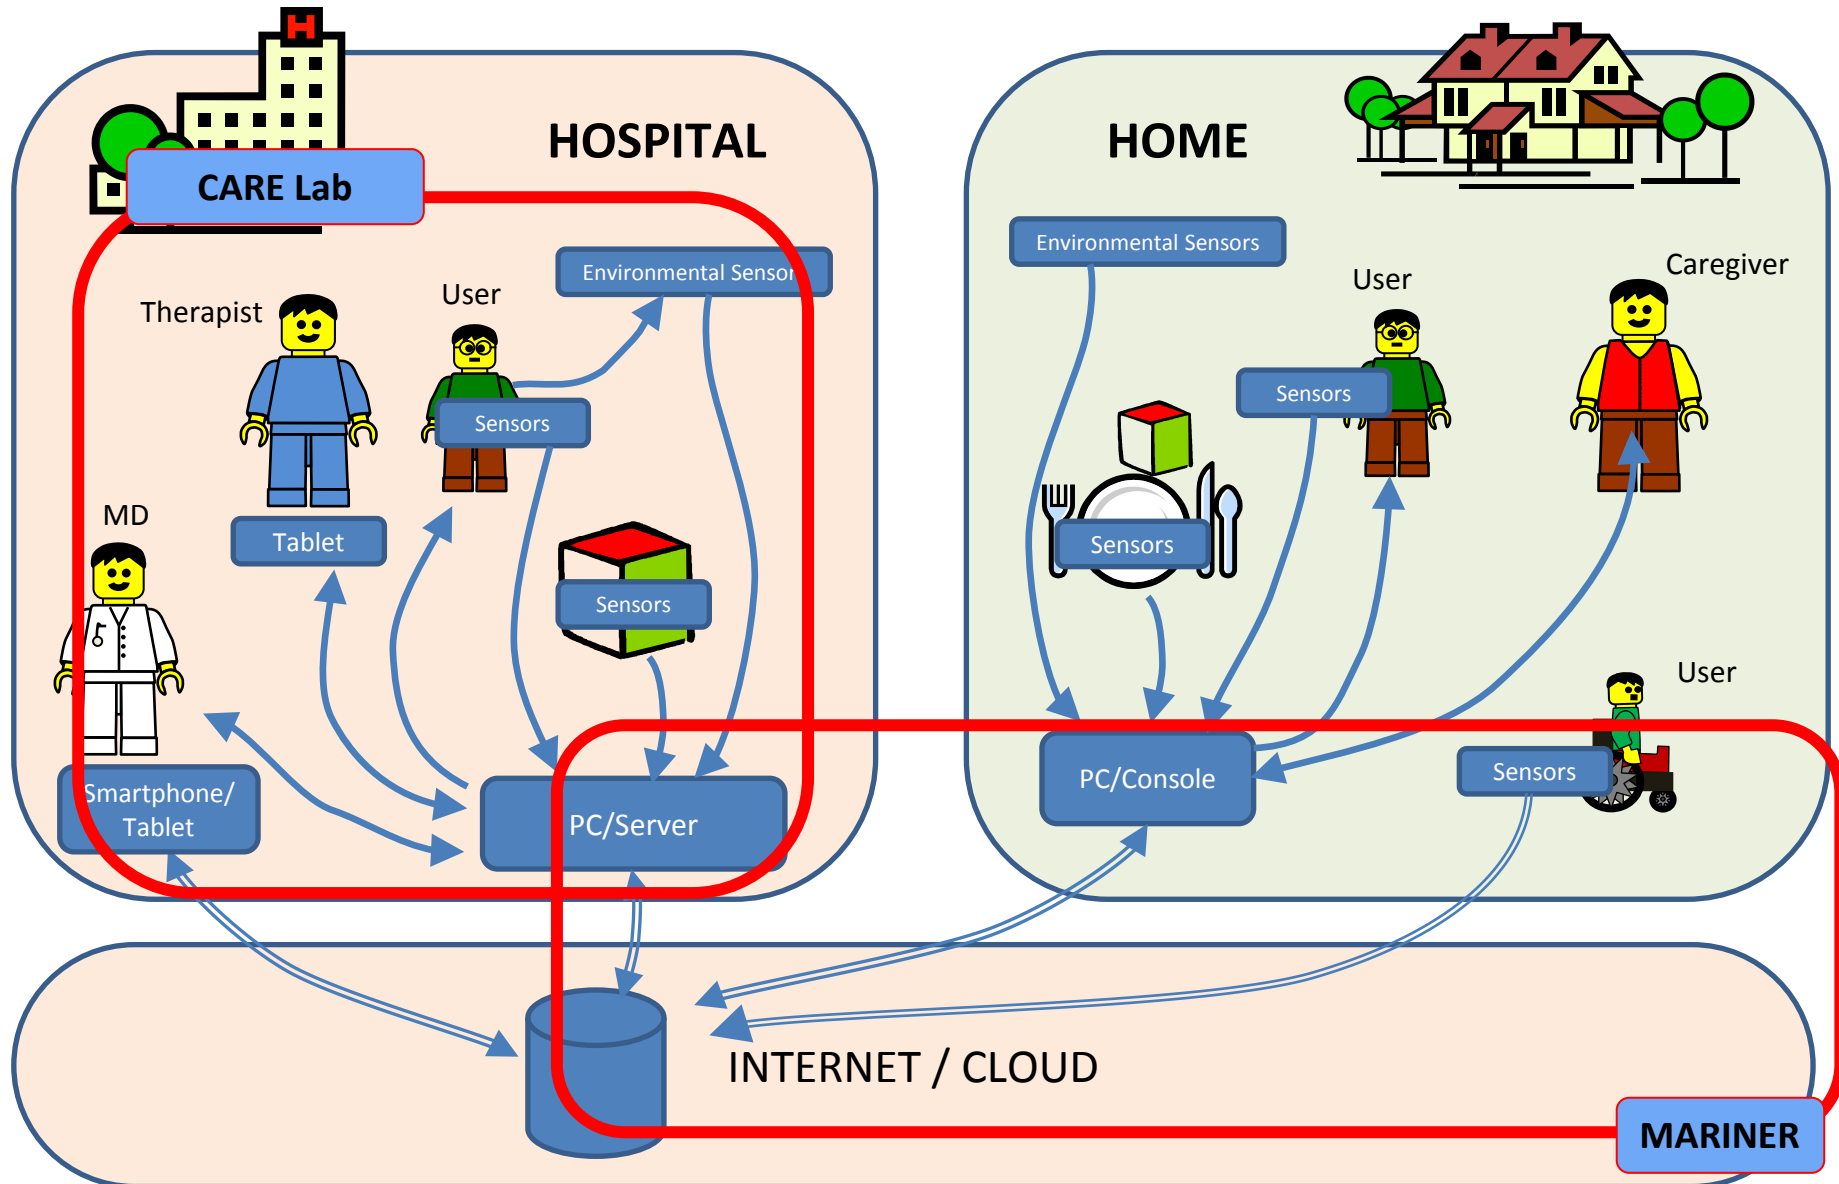 H
HOSPITAL
CARE Lab
Environmental Sensor
User
Therapist
Sensors
MD
Tablet
Sensors
Smartphone/
Tablet
PC/Server
HOME
Environmental Sensors
User
Caregiver
Sensors
Sensors
User
PC/Console
Sensors
INTERNET / CLOUD
MARINER